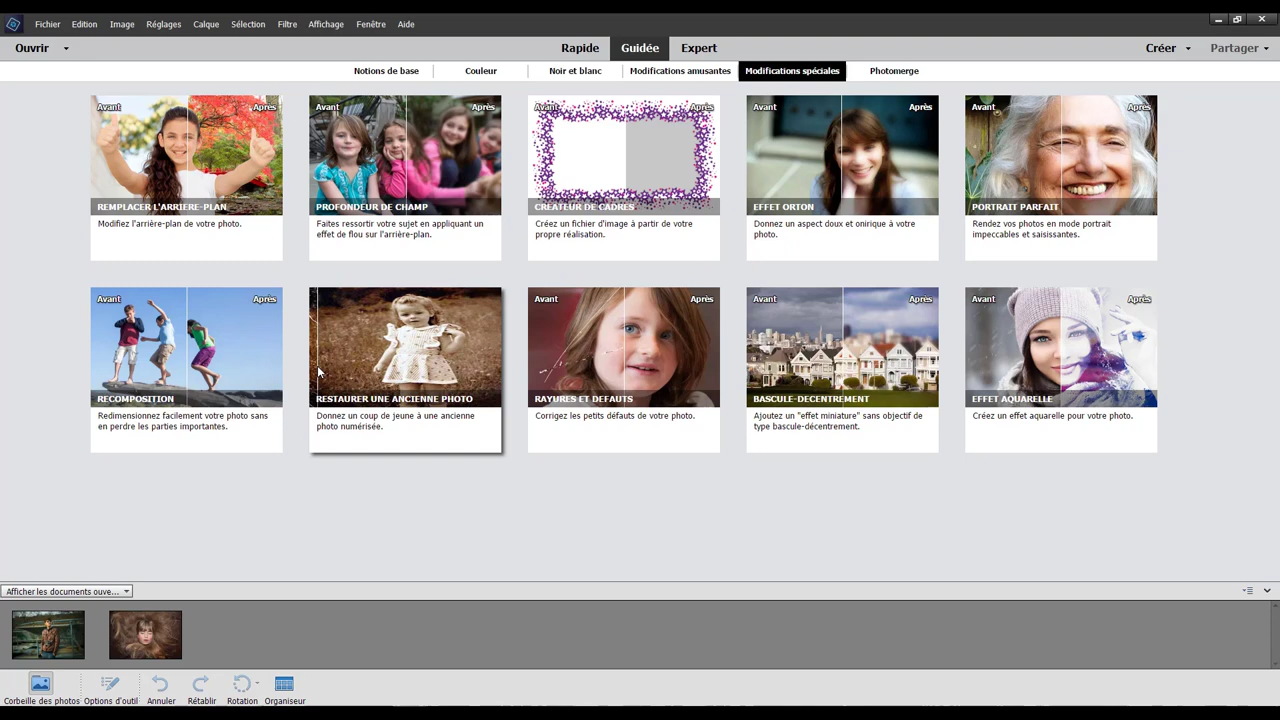 Fichier Edition Image Réglages Calque Sélection Filtre Affichage Fenêtre Aide
Ouvrir Rapide Guidée Expert Créer Partager
Notions de base Couleur Noir et blanc Modifications amusantes Modifications spéciales Photomerge
Avant Après Avant Après Avant Après Avant Après Avant Après
REMPLACER L'ARRIERE-PLAN PROFONDEUR DE CHAMP CREATEUR DE CADRES EFFET ORTON PORTRAIT PARFAIT
Modifiez l'arrière-plan de votre photo. Faites ressortir votre sujet en appliquant un Créez un fichier d'image à partir de votre Donnez un aspect doux et onirique à votre Rendez vos photos en mode portrait
effet de flou sur l'arrière-plan. propre réalisation. photo. impeccables et saisissantes.
Avant Après Avant Après Avant Après Avant Après
RECOMPOSITION RESTAURER UNE ANCIENNE PHOTO RAYURES ET DEFAUTS BASCULE-DECENTREMENT EFFET AQUARELLE
Redimensionnez facilement votre photo sans Donnez un coup de jeune à une ancienne Corrigez les petits défauts de votre photo. Ajoutez un "effet miniature" sans objectif de Créez un effet aquarelle pour votre photo.
en perdre les parties importantes. photo numérisée. type bascule-décentrement.
Afficher les documents ouve...
Corbeille des photos Options d'outil Annuler Rétablir Rotation Organiseur